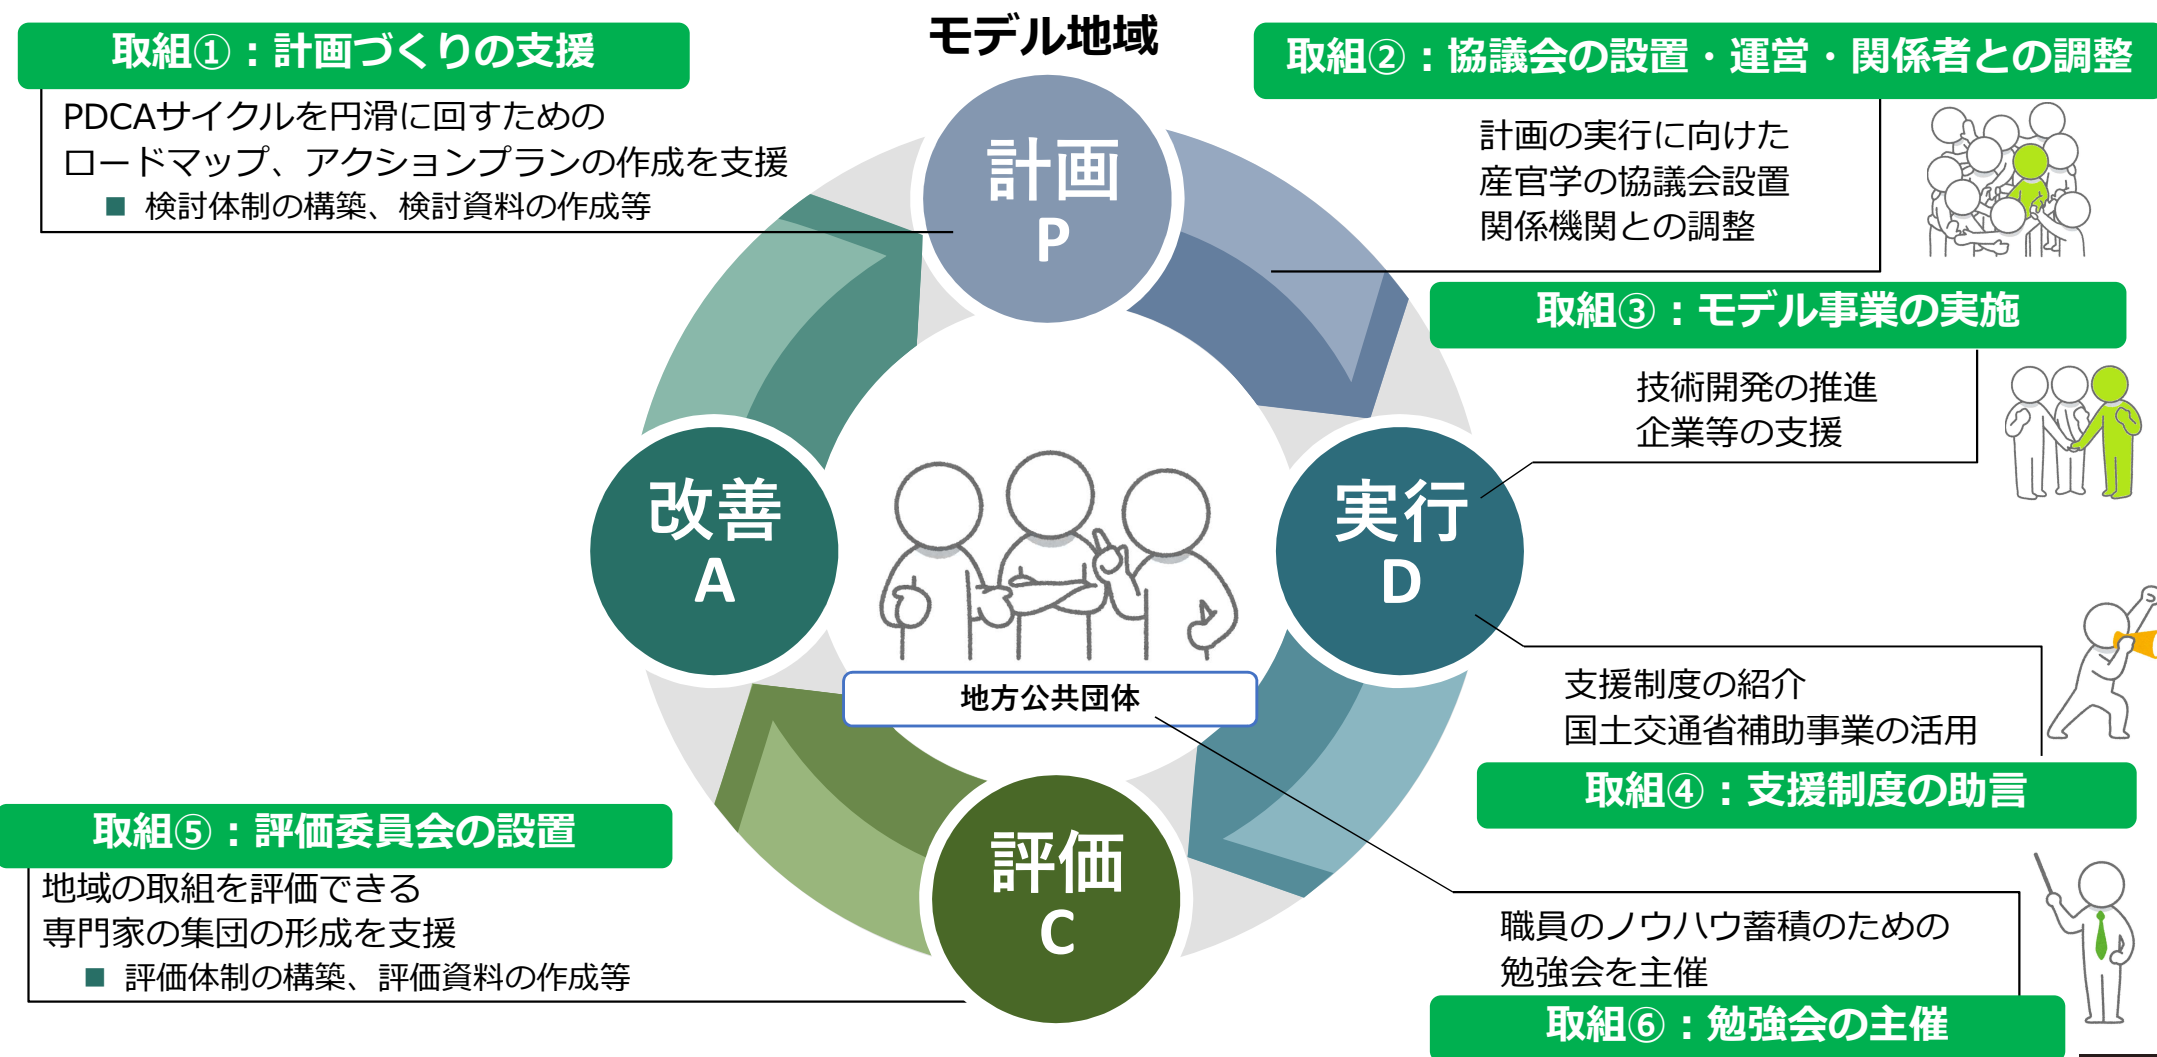 モデル地域
取組①：計画づくりの支援
PDCAサイクルを円滑に回すための
ロードマップ、アクションプランの作成を支援
■ 検討体制の構築、検討資料の作成等
取組②：協議会の設置・運営・関係者との調整
計画の実行に向けた
産官学の協議会設置
関係機関との調整
取組③：モデル事業の実施
技術開発の推進
企業等の支援
計画
P
実行
D
評価
C
改善
A
地方公共団体
支援制度の紹介
国土交通省補助事業の活用
取組④：支援制度の助言
取組⑤：評価委員会の設置
地域の取組を評価できる
専門家の集団の形成を支援
■ 評価体制の構築、評価資料の作成等
職員のノウハウ蓄積のための
勉強会を主催
取組⑥：勉強会の主催